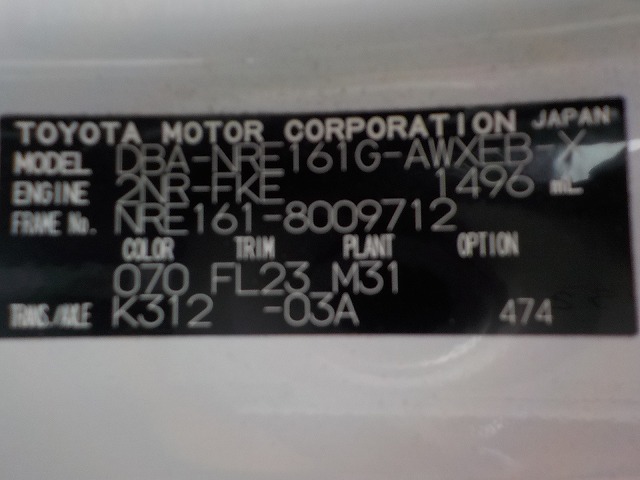 TOYOTA MOTOR CORPORATION JAPAN
MODEL DBA-NRE161G-AWXEB-X
ENGINE 2NR-FKE 1496 mL
FRAME No. NRE161-8009712
COLOR TRIM PLANT OPTION
070 FL23 M31
TRANS/AXLE K312 -03A 474